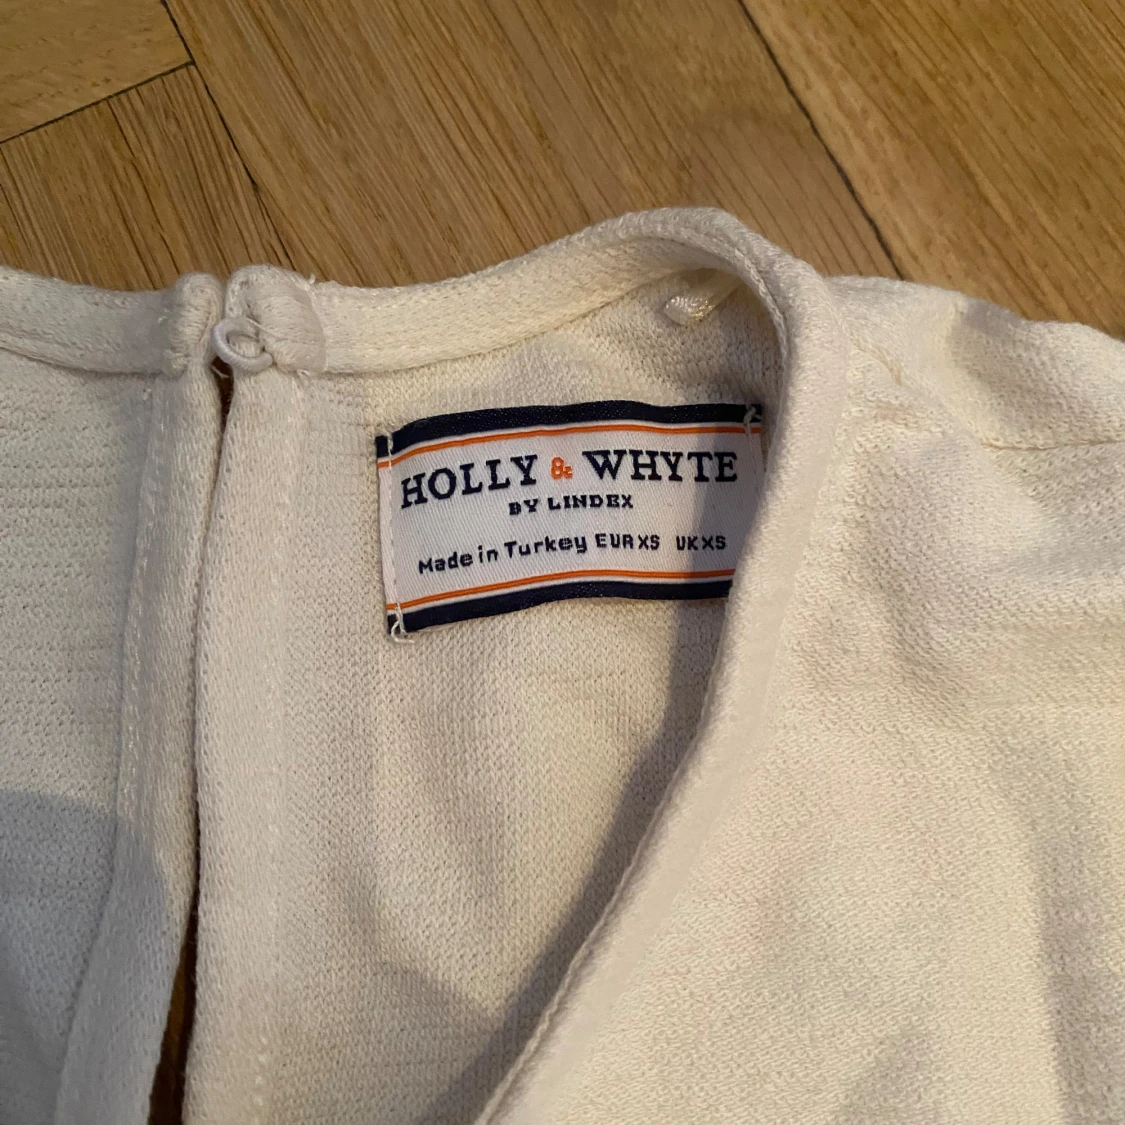 HOLLY & WHYTE
BY LINDEX
Made in Turkey EUR XS UK XS